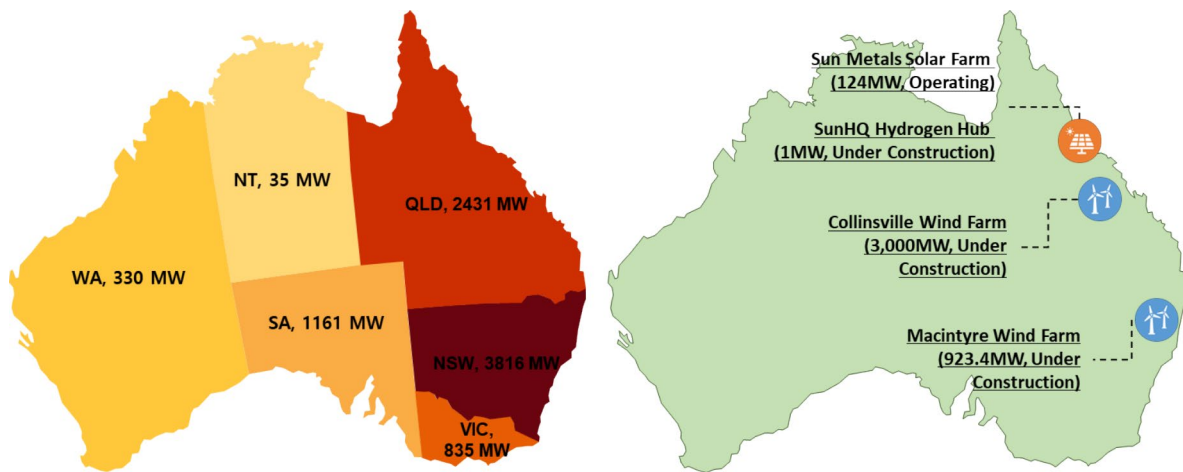 NT, 35 MW
QLD, 2431 MW
WA, 330 MW
SA, 1161 MW
NSW, 3816 MW
VIC,
835 MW
Sun Metals Solar Farm
(124MW, Operating)
SunHQ Hydrogen Hub
(1MW, Under Construction)
Collinsville Wind Farm
(3,000MW, Under
Construction)
Macintyre Wind Farm
(923.4MW, Under
Construction)